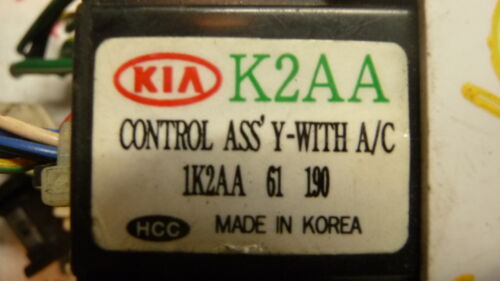 KIA K2AA
CONTROL ASS' Y-WITH A/C
1K2AA 61 190
HCC MADE IN KOREA